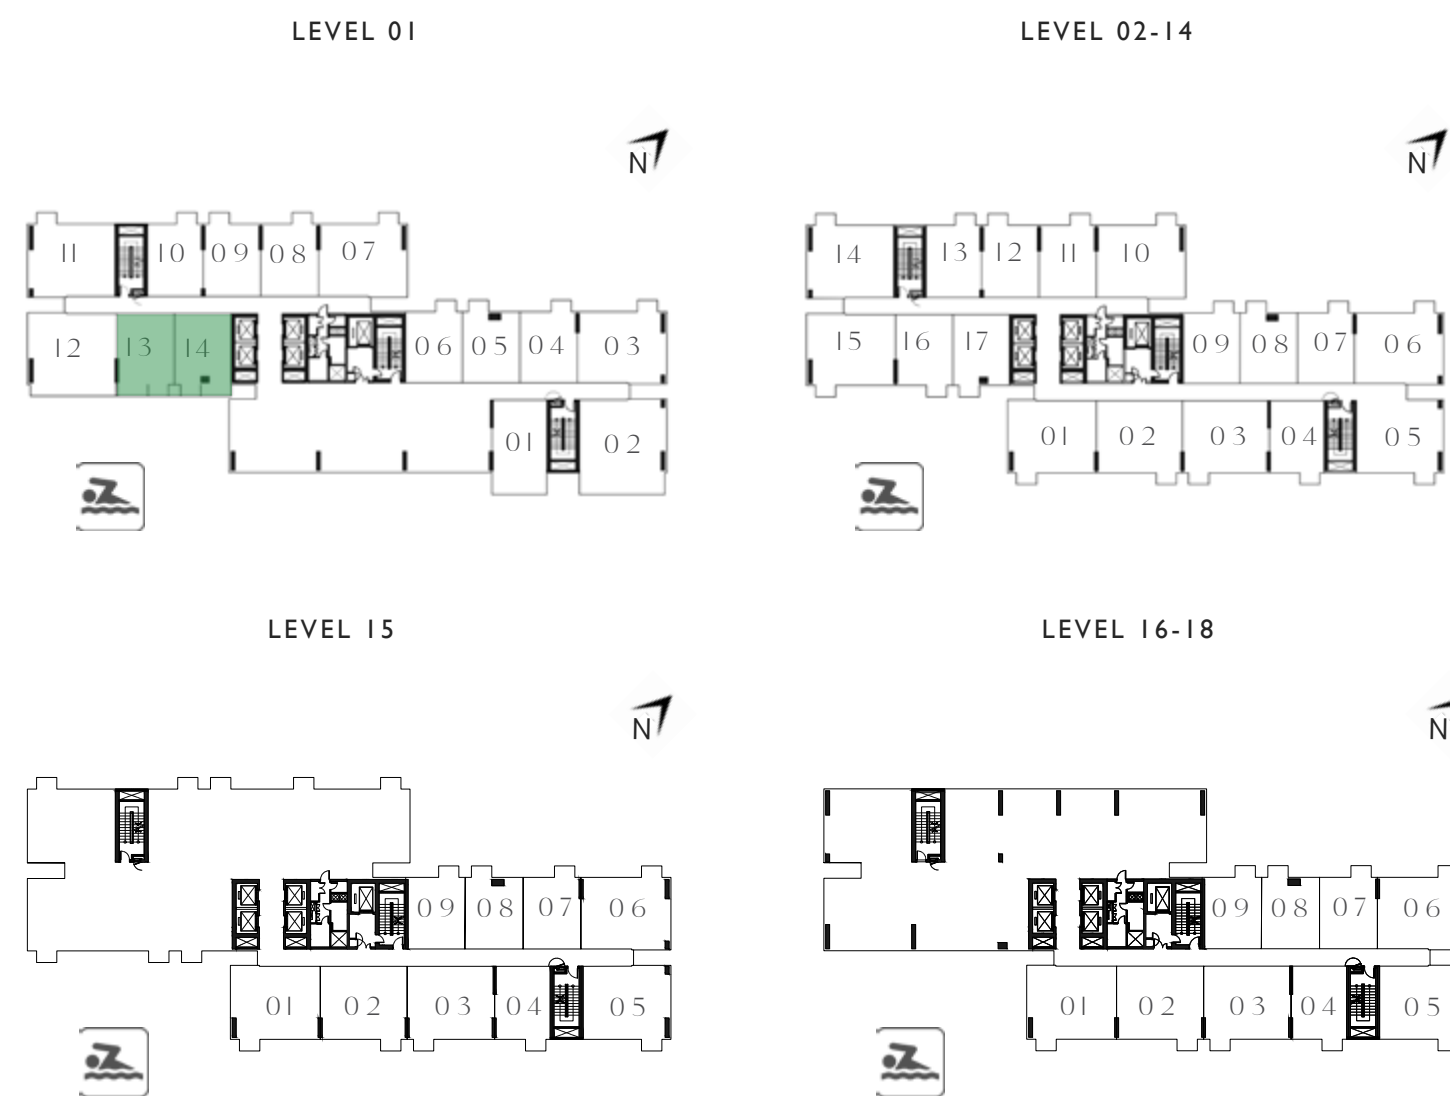 LEVEL 01
LEVEL 02-14
N
N
11 10 09 08 07
14 13 12 11 10
12 13 14 06 05 04 03
15 16 17 09 08 07 06
01 02
01 02 03 04 05
LEVEL 15
LEVEL 16-18
N
N
09 08 07 06
09 08 07 06
01 02 03 04 05
01 02 03 04 05